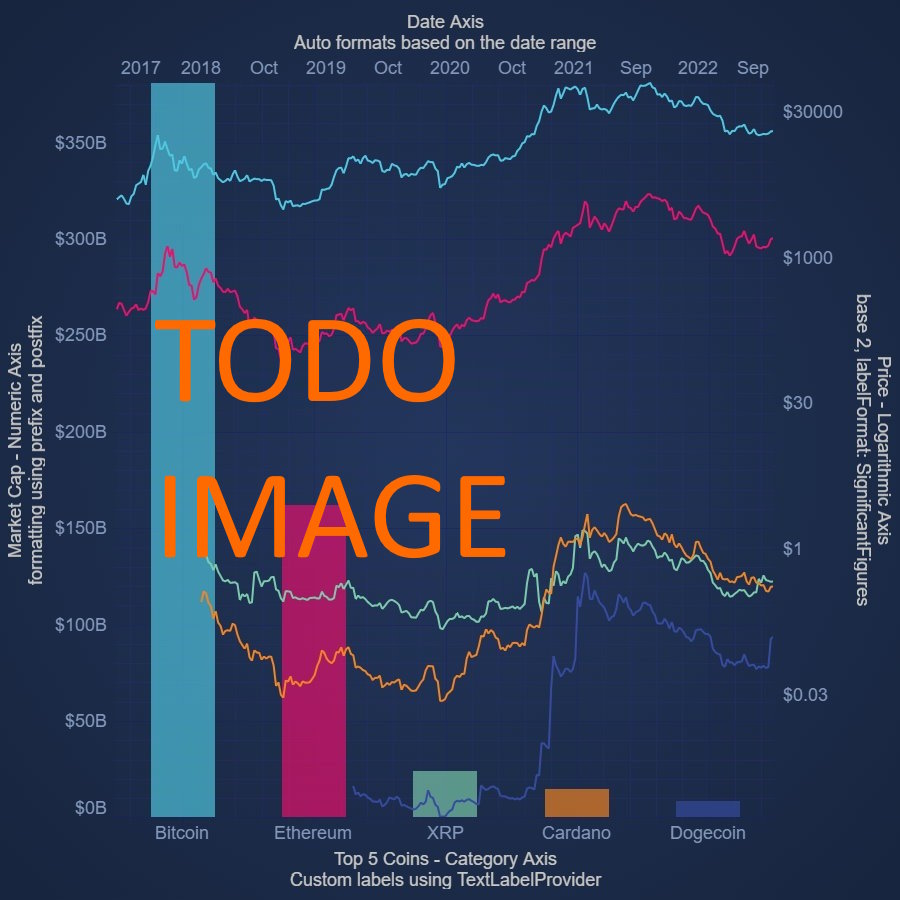 Date Axis
Auto formats based on the date range
2017 2018 Oct 2019 Oct 2020 Oct 2021 Sep 2022 Sep
$350B
$300B
$250B
$200B
$150B
$100B
$50B
$0B
Market Cap - Numeric Axis
formatting using prefix and postfix
TODO
IMAGE
$30000
$1000
$30
$1
$0.03
Price - Logarithmic Axis
base 2, labelFormat: SignificantFigures
Bitcoin Ethereum XRP Cardano Dogecoin
Top 5 Coins - Category Axis
Custom labels using TextLabelProvider